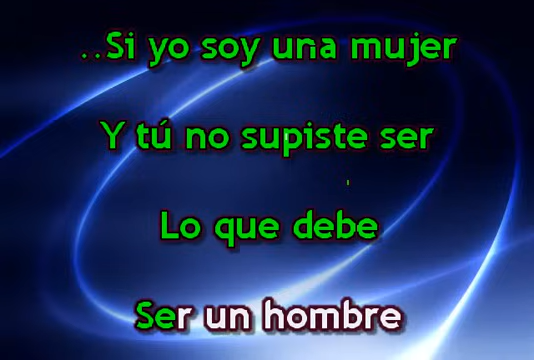 ..Si yo soy una mujer
Y tú no supiste ser
Lo que debe
Ser un hombre